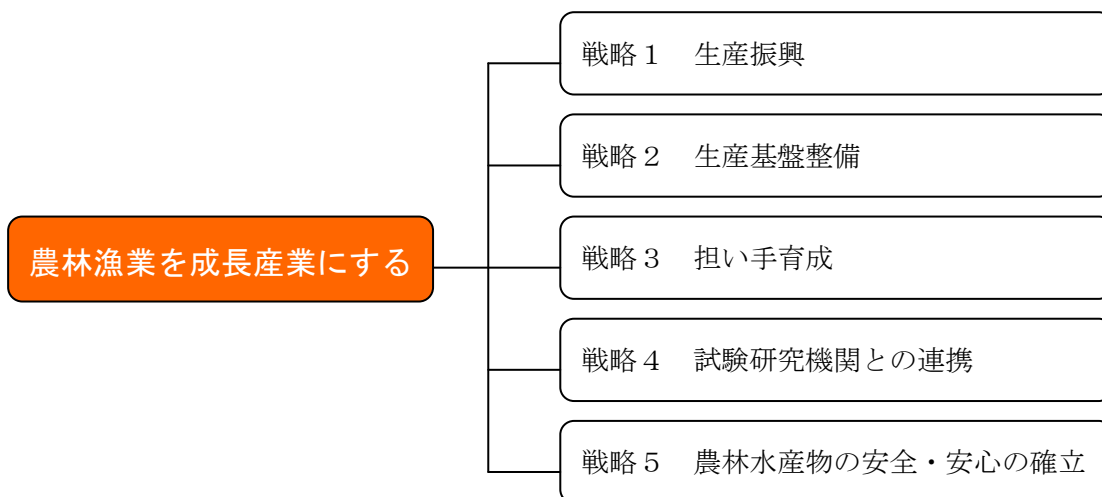 農林漁業を成長産業にする
戦略１　生産振興
戦略２　生産基盤整備
戦略３　担い手育成
戦略４　試験研究機関との連携
戦略５　農林水産物の安全・安心の確立